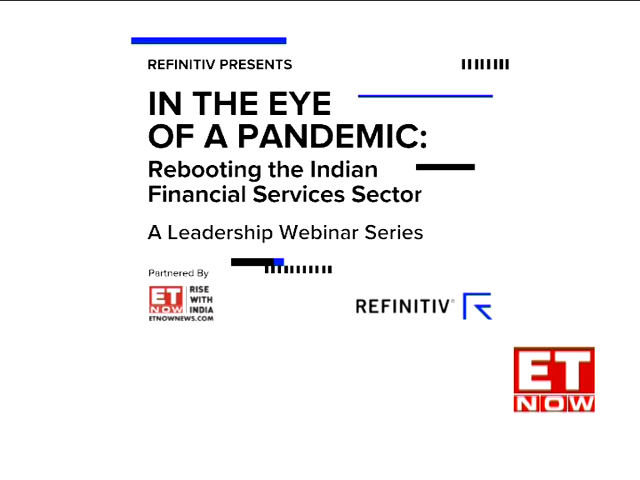 REFINITIV PRESENTS
IN THE EYE
OF A PANDEMIC:
Rebooting the Indian
Financial Services Sector
A Leadership Webinar Series
Partnered By
ET NOW
RISE
WITH
INDIA
ETNOWNEWS.COM
REFINITIV
ET
NOW